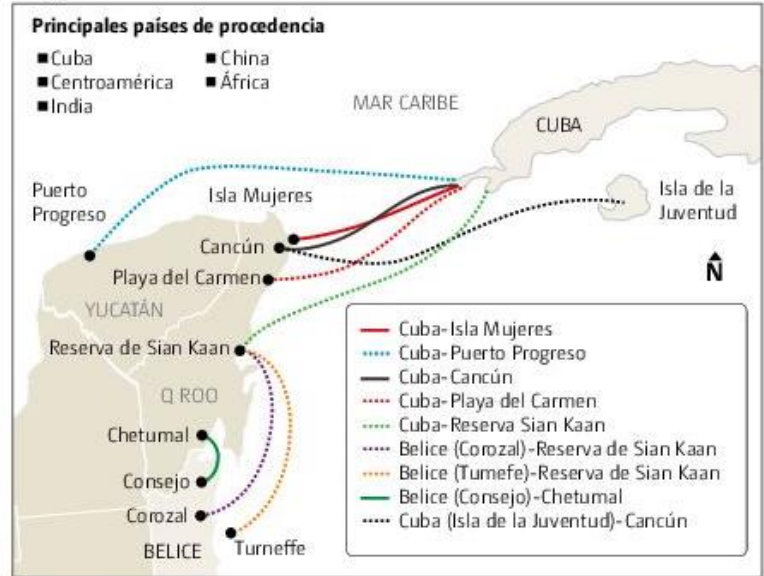 Principales países de procedencia
■ Cuba
■ Centroamérica
■ India
■ China
■ África
MAR CARIBE
CUBA
Isla de la
Juventud
Puerto
Progreso
Isla Mujeres
Cancún
Playa del Carmen
YUCATÁN
Reserva de Sian Kaan
Q ROO
Chetumal
Consejo
Corozal
BELICE
Turneffe
N
Cuba-Isla Mujeres
Cuba-Puerto Progreso
Cuba-Cancún
Cuba-Playa del Carmen
Cuba-Reserva Sian Kaan
Belice (Corozal)-Reserva de Sian Kaan
Belice (Tumefe)-Reserva de Sian Kaan
Belice (Consejo)-Chetumal
Cuba (Isla de la Juventud)-Cancún